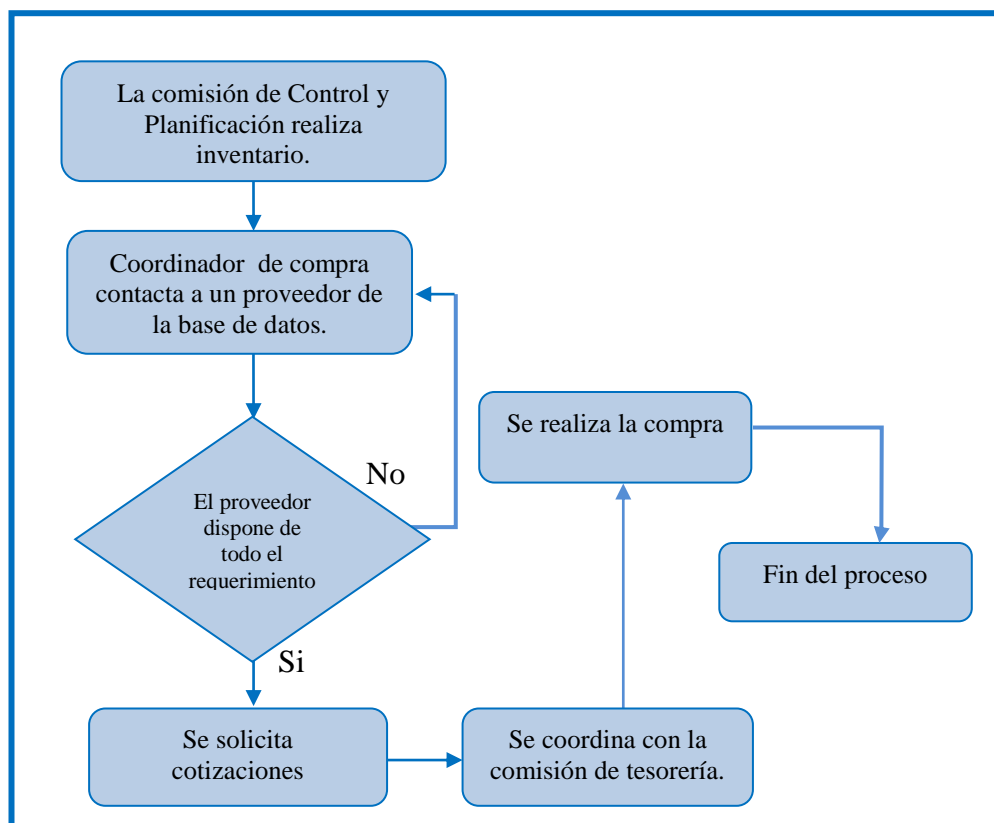 La comisión de Control y
Planificación realiza
inventario.
Coordinador de compra
contacta a un proveedor de
la base de datos.
El proveedor
dispone de
todo el
requerimiento
No
Si
Se solicita
cotizaciones
Se coordina con la
comisión de tesorería.
Se realiza la compra
Fin del proceso